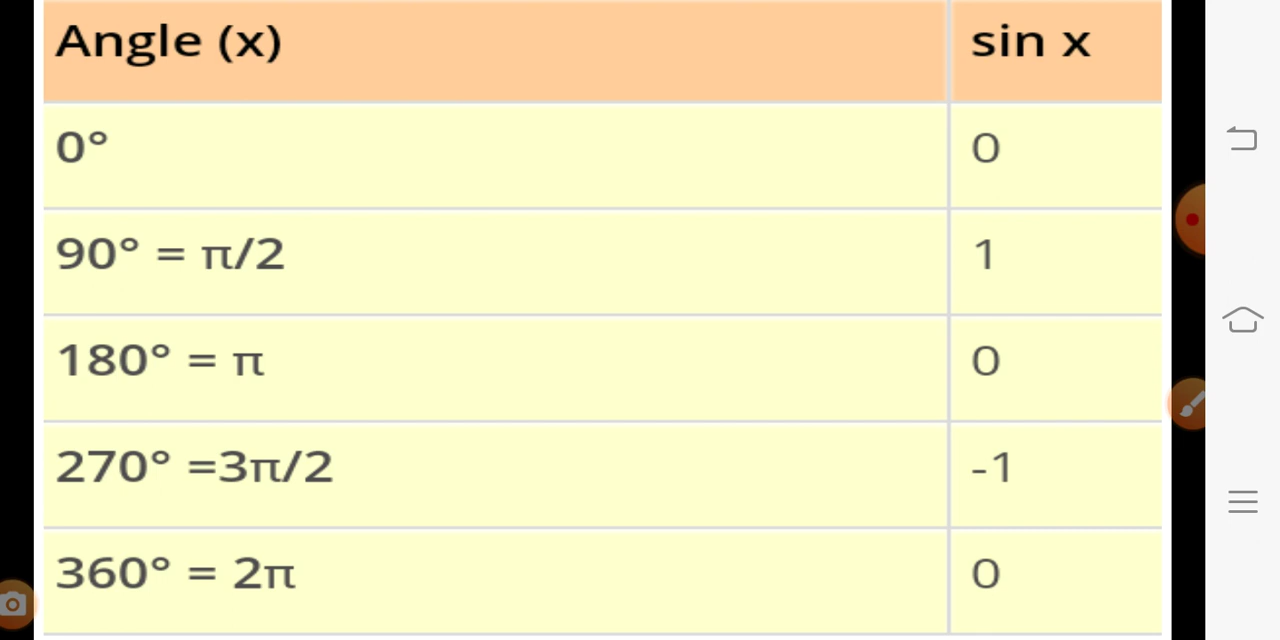 Angle (x) sin x
0° 0
90° = π/2 1
180° = π 0
270° =3π/2 -1
360° = 2π 0